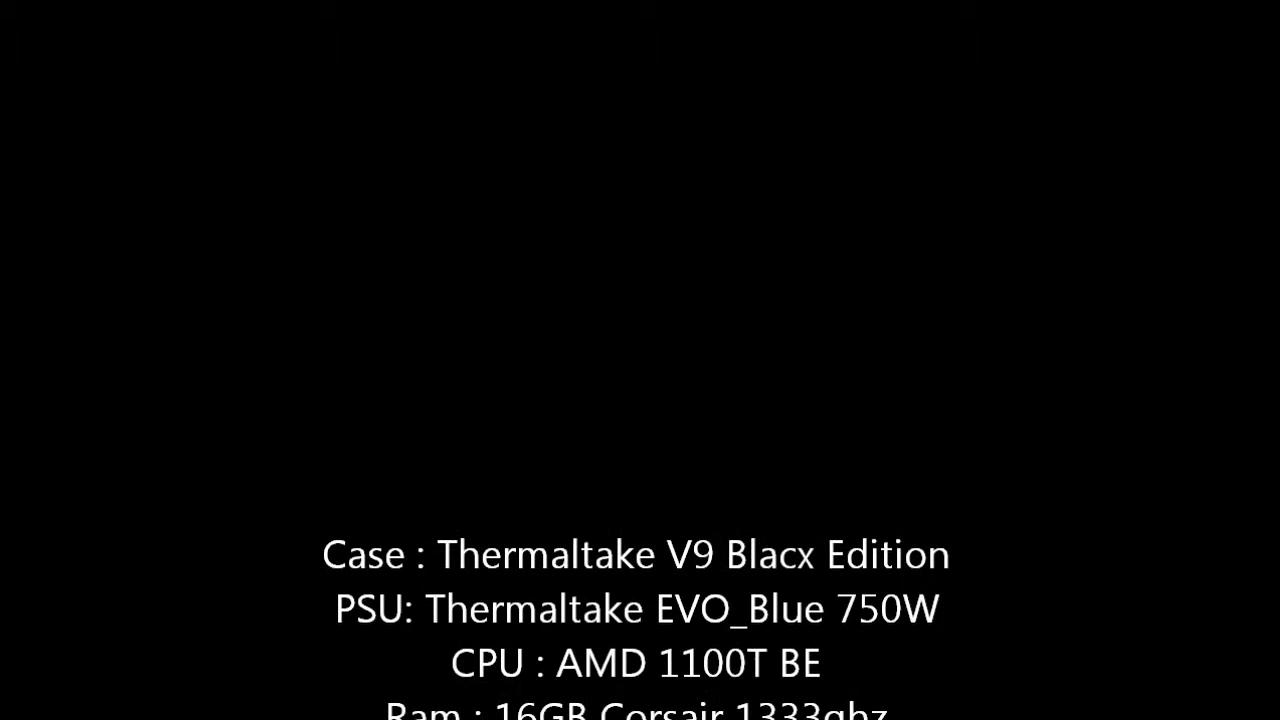 Case : Thermaltake V9 Blacx Edition
PSU: Thermaltake EVO_Blue 750W
CPU : AMD 1100T BE
Ram : 16GB Corsair 1333ghz